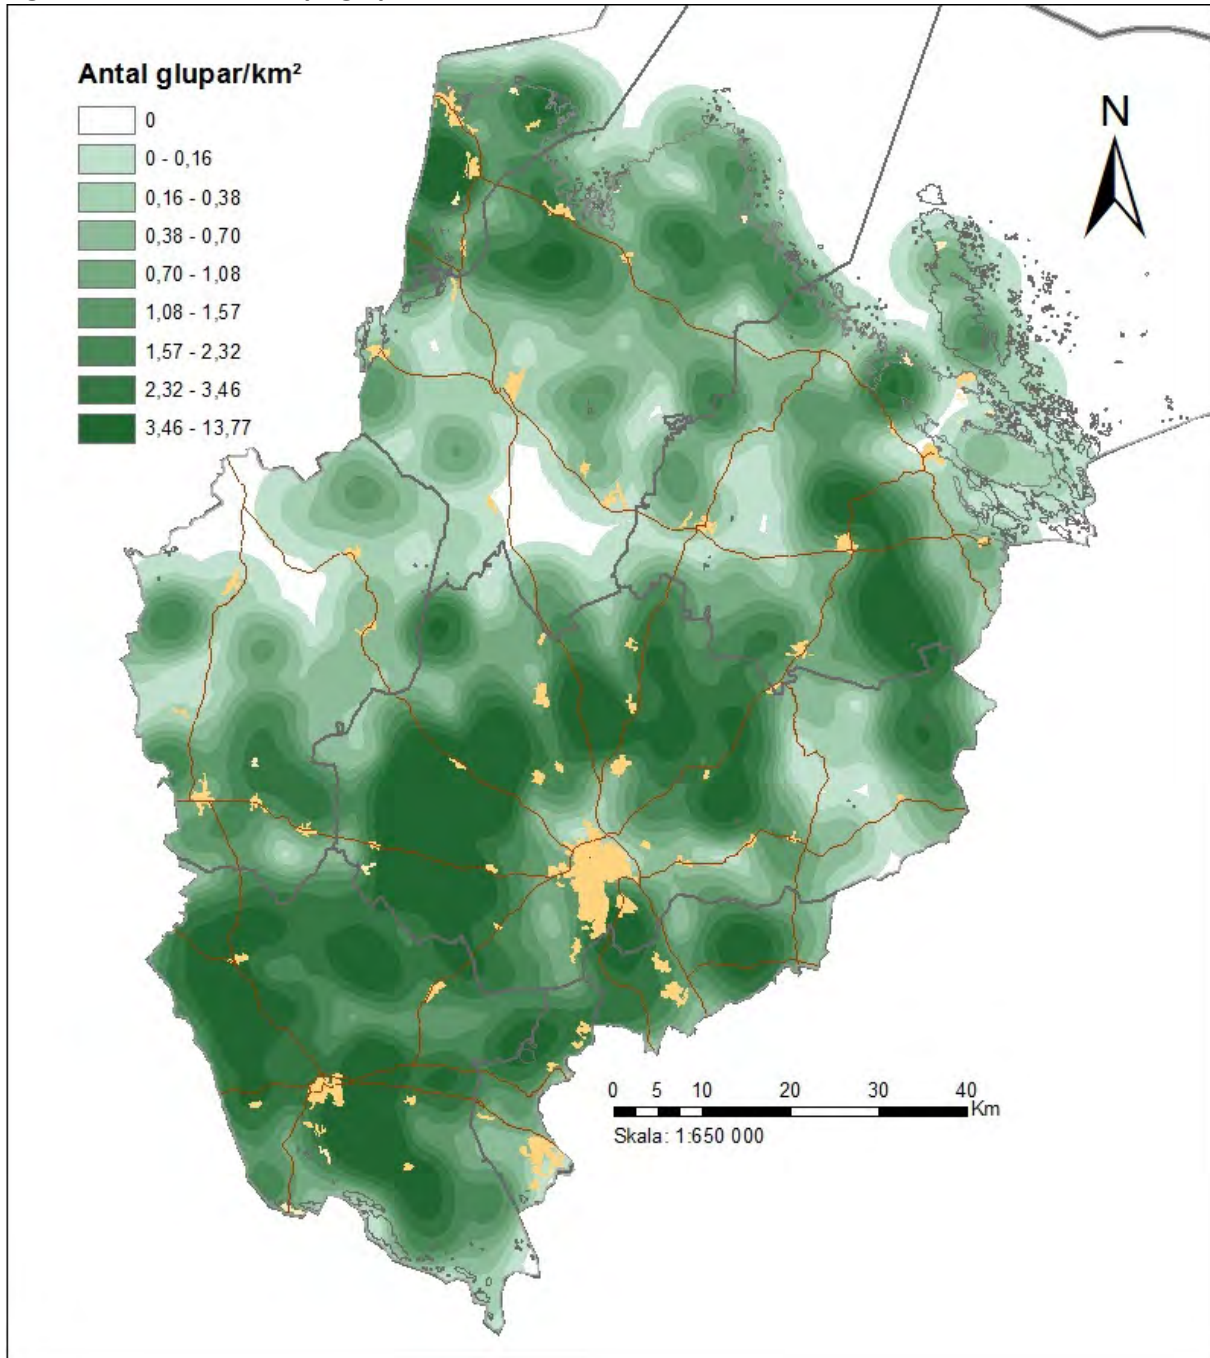 Antal glupar/km²
0
0 - 0,16
0,16 - 0,38
0,38 - 0,70
0,70 - 1,08
1,08 - 1,57
1,57 - 2,32
2,32 - 3,46
3,46 - 13,77
N
0 5 10 20 30 40
Km
Skala: 1:650 000